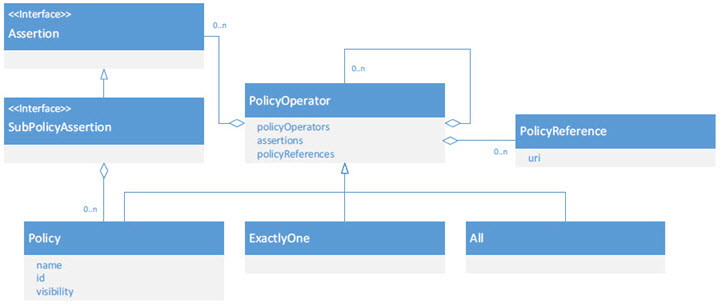 <<Interface>>
Assertion
0..n
0..n
<<Interface>>
SubPolicyAssertion
PolicyOperator
policyOperators
assertions
policyReferences
PolicyReference
uri
0..n
0..n
Policy
name
id
visibility
ExactlyOne
All